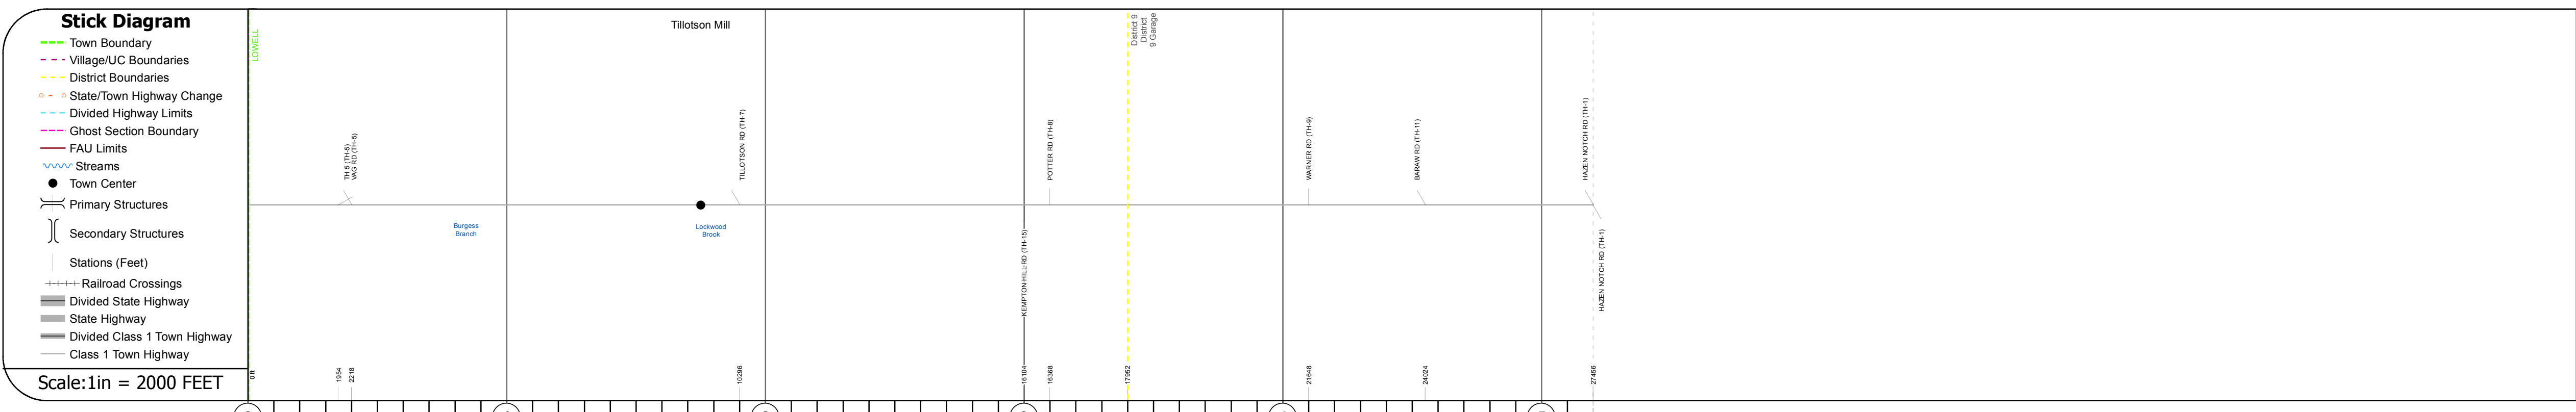 Stick Diagram
Town Boundary
Village/UC Boundaries
District Boundaries
State/Town Highway Change
Divided Highway Limits
Ghost Section Boundary
FAU Limits
Streams
Town Center
Primary Structures
Secondary Structures
Stations (Feet)
Railroad Crossings
Divided State Highway
State Highway
Divided Class 1 Town Highway
Class 1 Town Highway
Scale:1in = 2000 FEET
LOWELL
Tillotson Mill
District 9
District
9 Garage
TH 5 (TH-5)
VAG RD (TH-5)
TILLOTSON RD (TH-7)
POTTER RD (TH-8)
WARNER RD (TH-9)
BARAW RD (TH-11)
HAZEN NOTCH RD (TH-1)
Burgess
Branch
Lockwood
Brook
KEMPTON HILL RD (TH-15)
HAZEN NOTCH RD (TH-1)
0 ft
1954
2218
10296
16104
16368
17952
21648
24024
27456